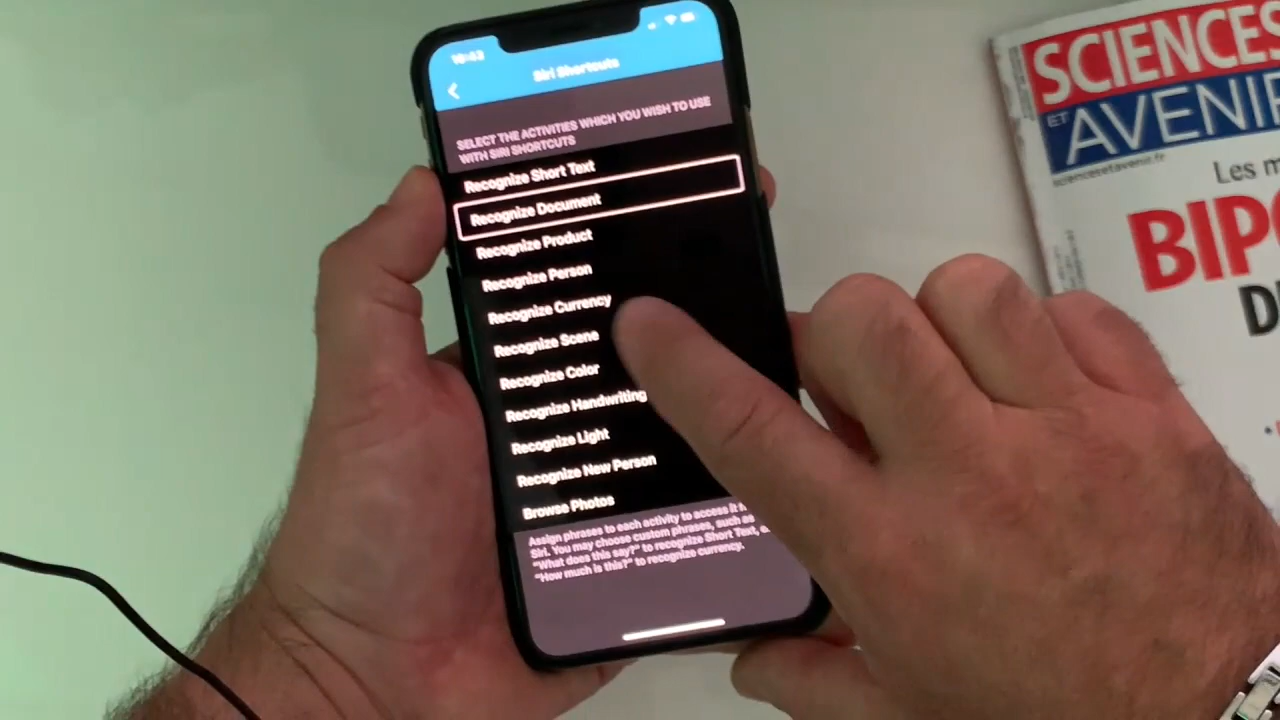 Siri Shortcuts
SELECT THE ACTIVITIES WHICH YOU WISH TO USE
WITH SIRI SHORTCUTS
Recognize Short Text
Recognize Document
Recognize Product
Recognize Person
Recognize Currency
Recognize Scene
Recognize Color
Recognize Handwriting
Recognize Light
Recognize New Person
Browse Photos
Assign phrases to each activity to access it
Siri. You may choose custom phrases, such as
"What does this say?" to recognize Short Text,
"How much is this?" to recognize currency.
SCIENCES
ET AVENI
sciencesetavenir.fr
Les m
BIP
D